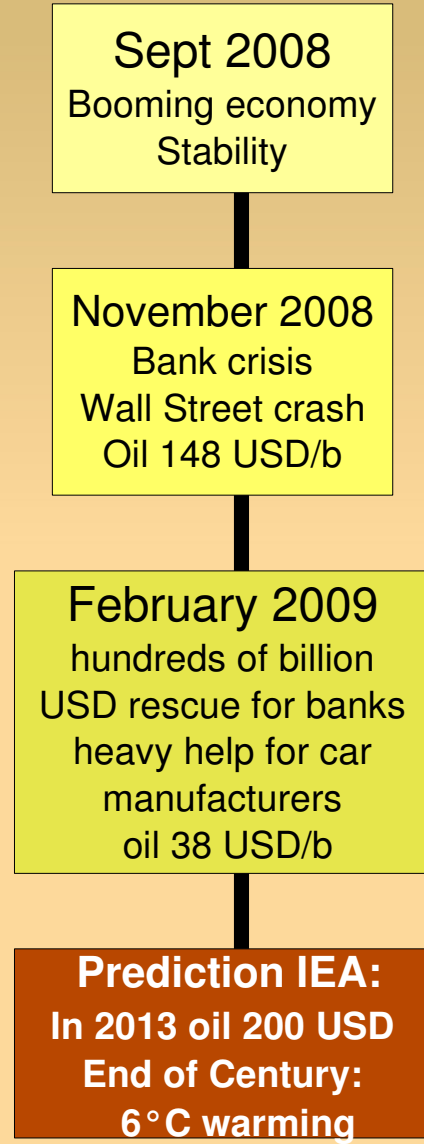 Sept 2008
Booming economy
Stability
November 2008
Bank crisis
Wall Street crash
Oil 148 USD/b
February 2009
hundreds of billion
USD rescue for banks
heavy help for car
manufacturers
oil 38 USD/b
Prediction IEA:
In 2013 oil 200 USD
End of Century:
6°C warming